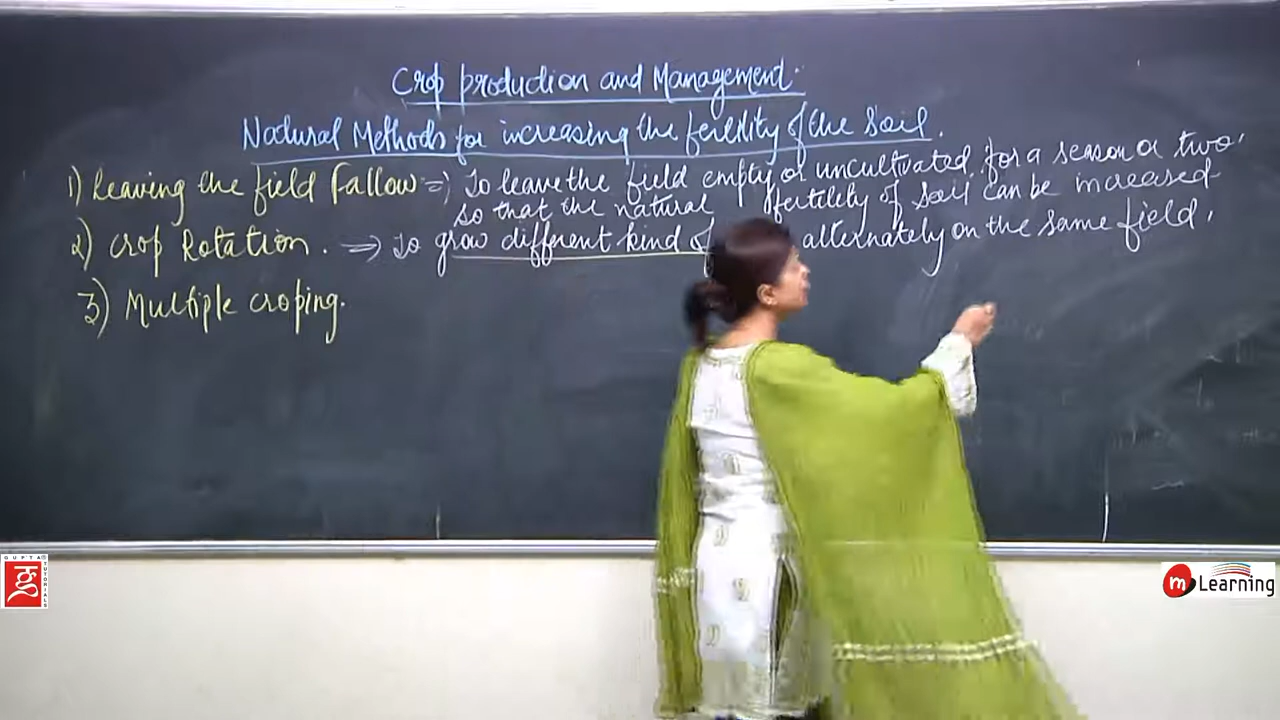 Crop production and Management.
Natural Methods for increasing the fertility of the Soil.
1) Leaving the field fallow => To leave the field empty or uncultivated for a season or two.
so that the natural fertility of soil can be increased
2) Crop Rotation. => To grow different kind of alternately on the same field.
3) Multiple croping.
GUPTA TUTORIALS
m Learning